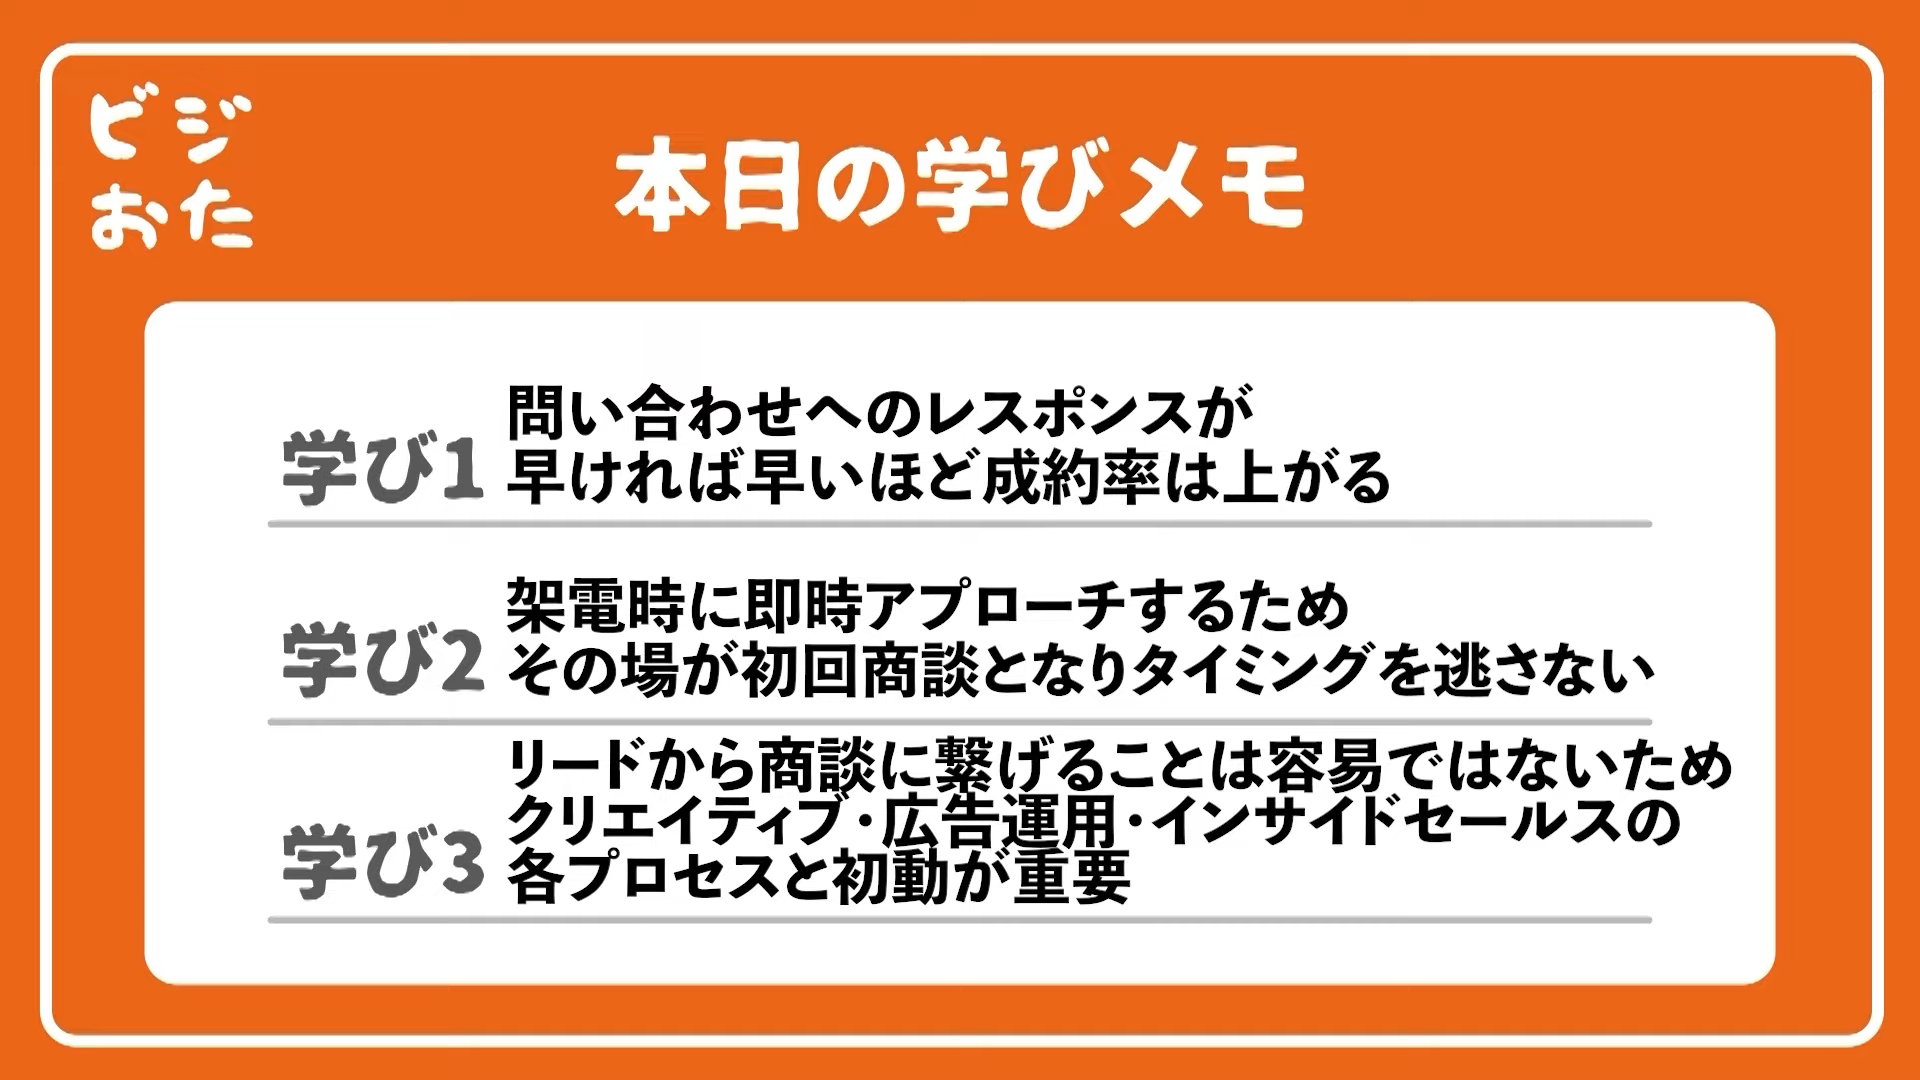 ビジ
おた
本日の学びメモ
学び1
問い合わせへのレスポンスが
早ければ早いほど成約率は上がる
学び2
架電時に即時アプローチするため
その場が初回商談となりタイミングを逃さない
学び3
リードから商談に繋げることは容易ではないため
クリエイティブ・広告運用・インサイドセールスの
各プロセスと初動が重要